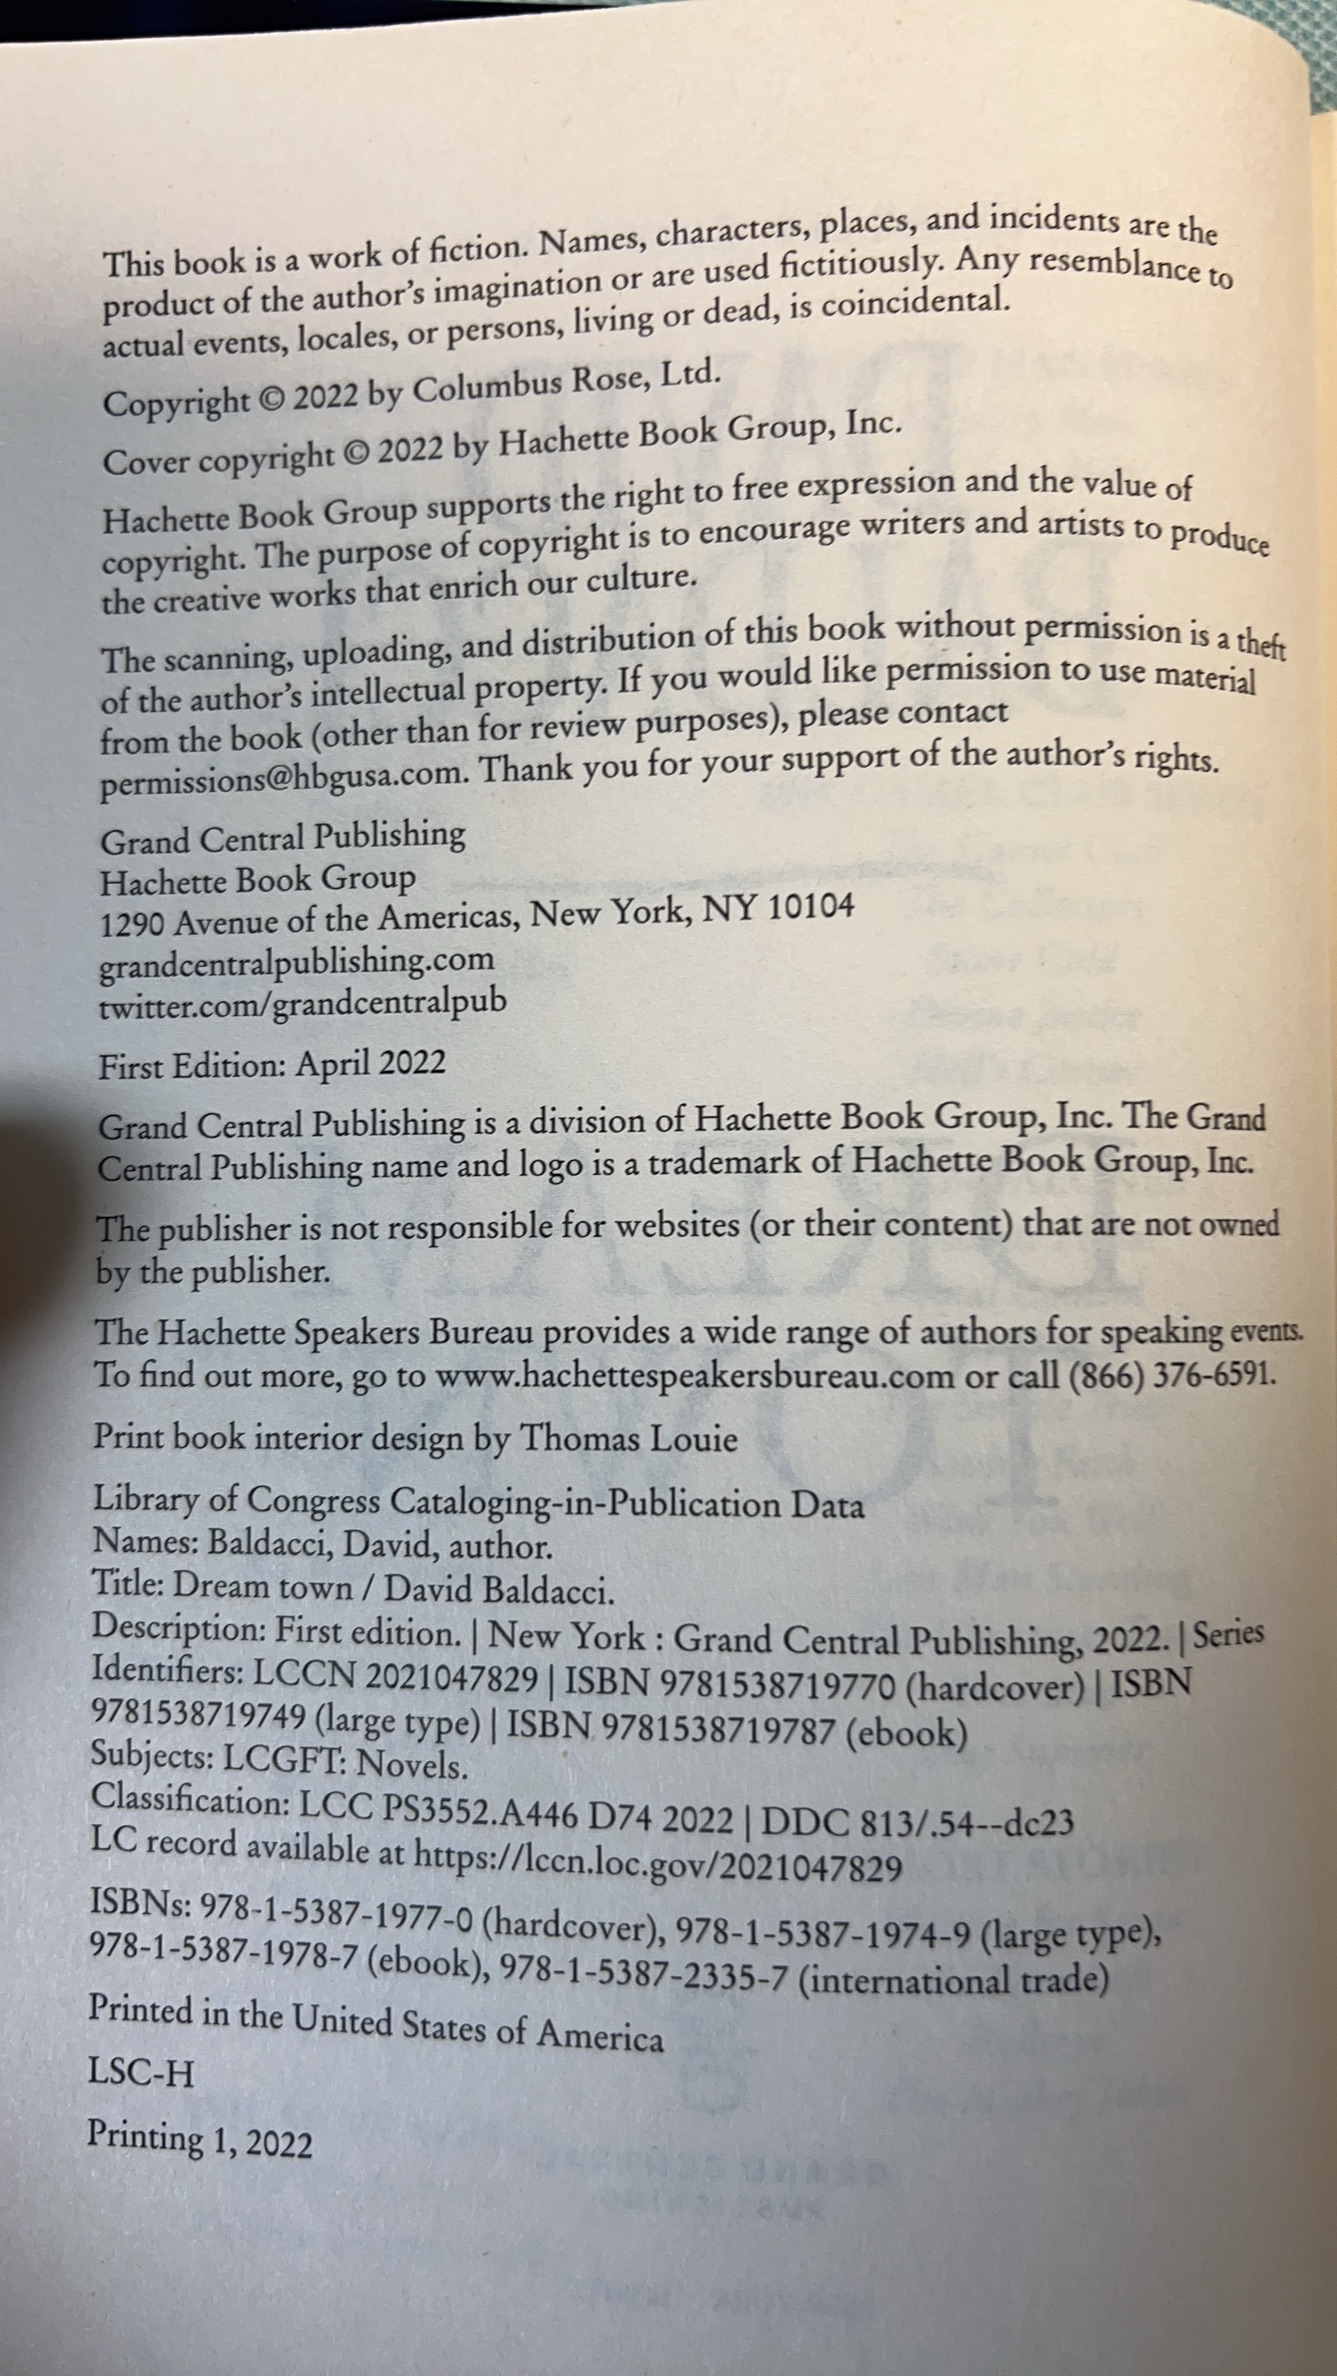 This book is a work of fiction. Names, characters, places, and incidents are the
product of the author's imagination or are used fictitiously. Any resemblance to
actual events, locales, or persons, living or dead, is coincidental.
Copyright © 2022 by Columbus Rose, Ltd.
Cover copyright © 2022 by Hachette Book Group, Inc.
Hachette Book Group supports the right to free expression and the value of
copyright. The purpose of copyright is to encourage writers and artists to produce
the creative works that enrich our culture.
The scanning, uploading, and distribution of this book without permission is a theft
of the author's intellectual property. If you would like permission to use material
from the book (other than for review purposes), please contact
permissions@hbgusa.com. Thank you for your support of the author's rights.
Grand Central Publishing
Hachette Book Group
1290 Avenue of the Americas, New York, NY 10104
grandcentralpublishing.com
twitter.com/grandcentralpub
First Edition: April 2022
Grand Central Publishing is a division of Hachette Book Group, Inc. The Grand
Central Publishing name and logo is a trademark of Hachette Book Group, Inc.
The publisher is not responsible for websites (or their content) that are not owned
by the publisher.
The Hachette Speakers Bureau provides a wide range of authors for speaking events.
To find out more, go to www.hachettespeakersbureau.com or call (866) 376-6591.
Print book interior design by Thomas Louie
Library of Congress Cataloging-in-Publication Data
Names: Baldacci, David, author.
Title: Dream town / David Baldacci.
Description: First edition. | New York : Grand Central Publishing, 2022. | Series
Identifiers: LCCN 2021047829 | ISBN 9781538719770 (hardcover) | ISBN
9781538719749 (large type) | ISBN 9781538719787 (ebook)
Subjects: LCGFT: Novels.
Classification: LCC PS3552.A446 D74 2022 | DDC 813/.54--dc23
LC record available at https://lccn.loc.gov/2021047829
ISBNs: 978-1-5387-1977-0 (hardcover), 978-1-5387-1974-9 (large type),
978-1-5387-1978-7 (ebook), 978-1-5387-2335-7 (international trade)
Printed in the United States of America
LSC-H
Printing 1, 2022